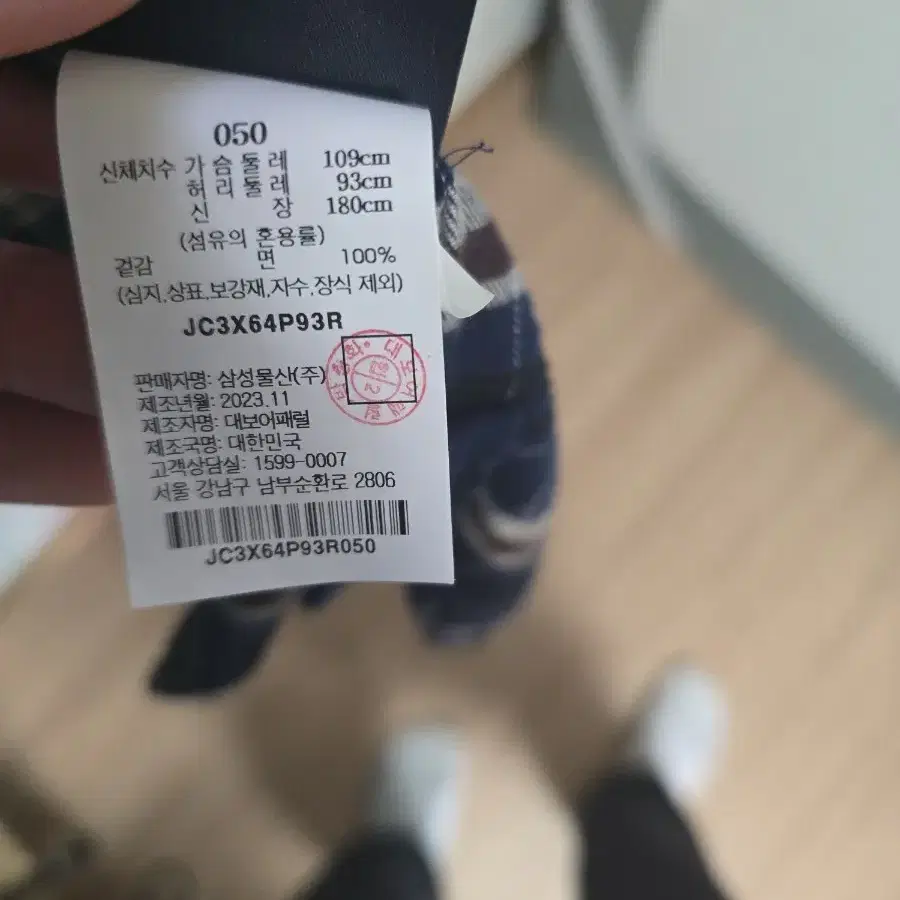 050
신체치수 가슴둘레 109cm
허리둘레 93cm
신 장 180cm
(섬유의 혼용률)
겉감 면 100%
(심지,상표,보강재,자수,장식 제외)
JC3X64P93R
판매자명: 삼성물산(주)
제조년월: 2023.11
제조자명: 대보어패럴
제조국명: 대한민국
고객상담실: 1599-0007
서울 강남구 남부순환로 2806
JC3X64P93R050